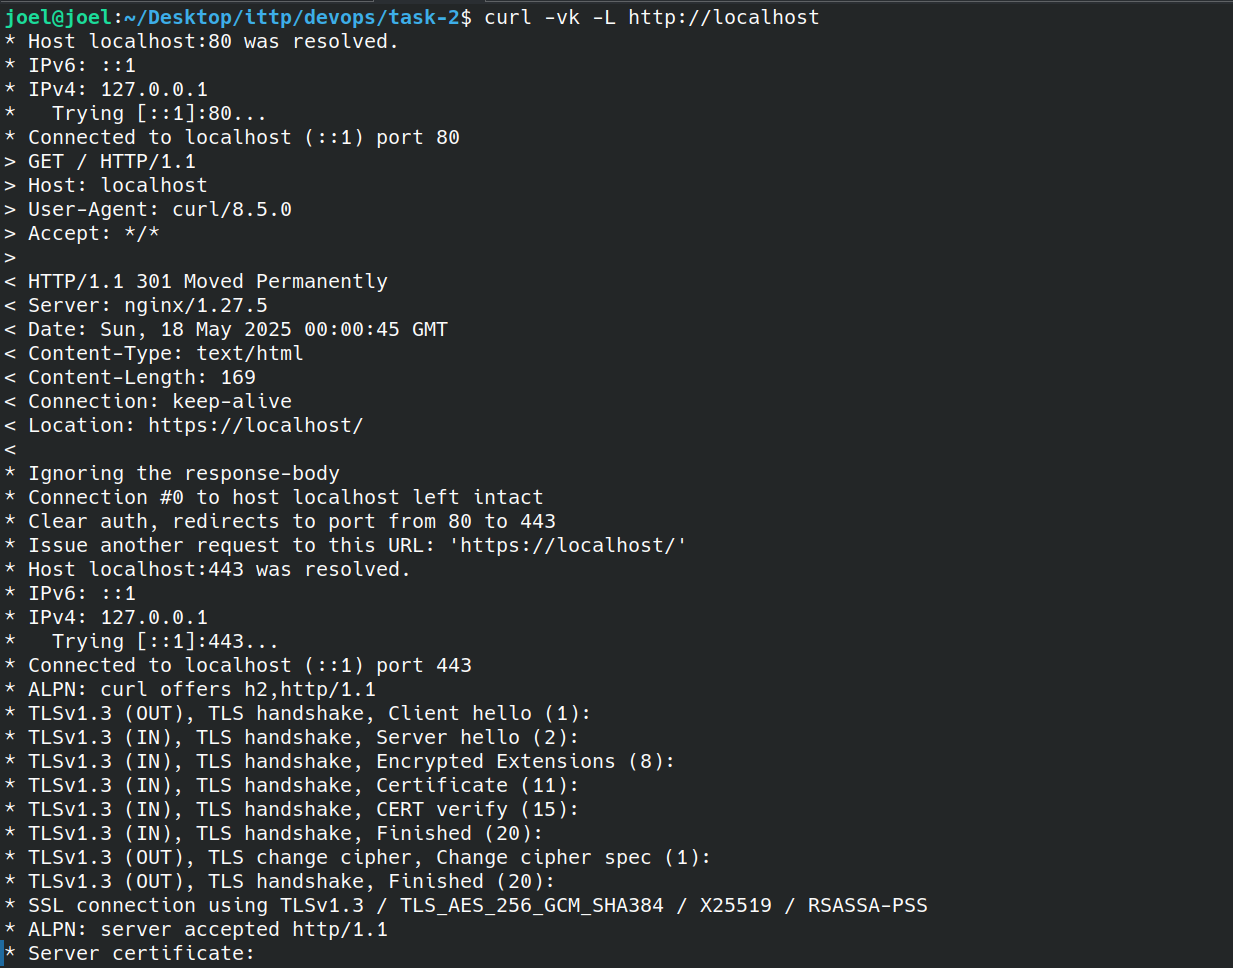 joel@joel:~/Desktop/ittp/devops/task-2$ curl -vk -L http://localhost
* Host localhost:80 was resolved.
* IPv6: ::1
* IPv4: 127.0.0.1
*   Trying [::1]:80...
* Connected to localhost (::1) port 80
> GET / HTTP/1.1
> Host: localhost
> User-Agent: curl/8.5.0
> Accept: */*
>
< HTTP/1.1 301 Moved Permanently
< Server: nginx/1.27.5
< Date: Sun, 18 May 2025 00:00:45 GMT
< Content-Type: text/html
< Content-Length: 169
< Connection: keep-alive
< Location: https://localhost/
<
* Ignoring the response-body
* Connection #0 to host localhost left intact
* Clear auth, redirects to port from 80 to 443
* Issue another request to this URL: 'https://localhost/'
* Host localhost:443 was resolved.
* IPv6: ::1
* IPv4: 127.0.0.1
*   Trying [::1]:443...
* Connected to localhost (::1) port 443
* ALPN: curl offers h2,http/1.1
* TLSv1.3 (OUT), TLS handshake, Client hello (1):
* TLSv1.3 (IN), TLS handshake, Server hello (2):
* TLSv1.3 (IN), TLS handshake, Encrypted Extensions (8):
* TLSv1.3 (IN), TLS handshake, Certificate (11):
* TLSv1.3 (IN), TLS handshake, CERT verify (15):
* TLSv1.3 (IN), TLS handshake, Finished (20):
* TLSv1.3 (OUT), TLS change cipher, Change cipher spec (1):
* TLSv1.3 (OUT), TLS handshake, Finished (20):
* SSL connection using TLSv1.3 / TLS_AES_256_GCM_SHA384 / X25519 / RSASSA-PSS
* ALPN: server accepted http/1.1
* Server certificate: